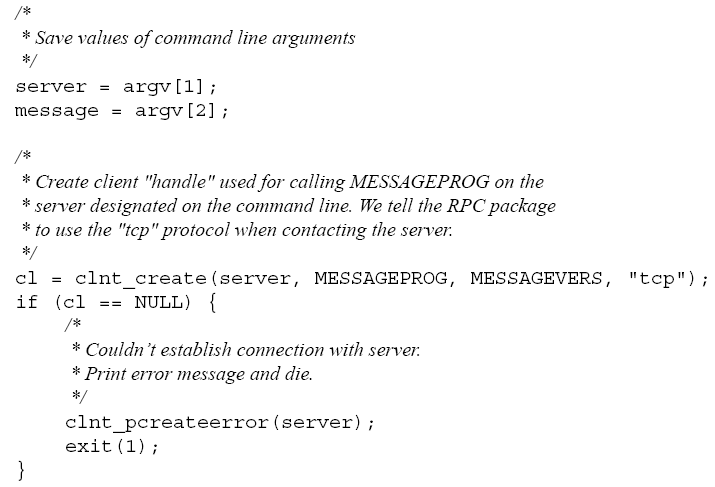 /*
 * Save values of command line arguments
 */
server = argv[1];
message = argv[2];

/*
 * Create client "handle" used for calling MESSAGEPROG on the
 * server designated on the command line. We tell the RPC package
 * to use the "tcp" protocol when contacting the server.
 */
cl = clnt_create(server, MESSAGEPROG, MESSAGEVERS, "tcp");
if (cl == NULL) {
    /*
     * Couldn’t establish connection with server.
     * Print error message and die.
     */
    clnt_pcreateerror(server);
    exit(1);
}